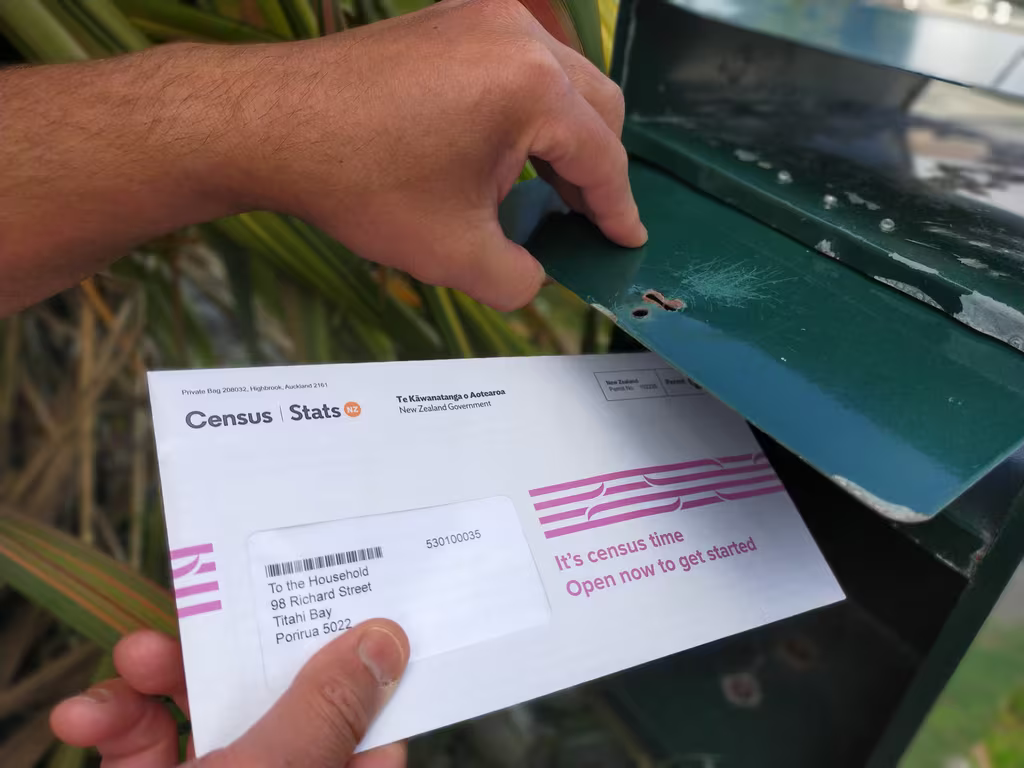 Private Bag 208032, Highbrook, Auckland 2161
Census | Stats NZ
Te Kāwanatanga o Aotearoa
New Zealand Government
New Zealand
Permit No.
Permit
530100035
To the Household
98 Richard Street
Titahi Bay
Porirua 5022
It's census time
Open now to get started